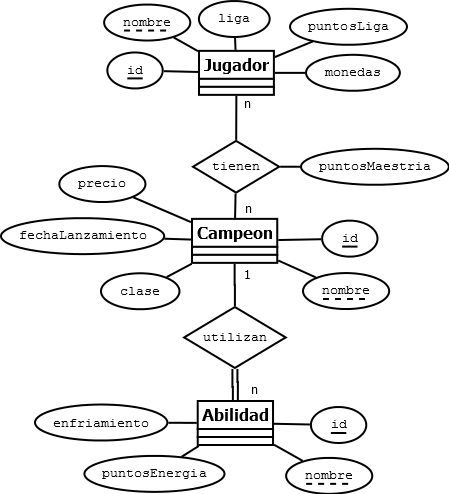 nombre
liga
puntosLiga
id
Jugador
monedas
n
tienen
puntosMaestria
precio
n
fechaLanzamiento
Campeon
id
clase
1
nombre
utilizan
n
enfriamiento
Abilidad
id
puntosEnergia
nombre